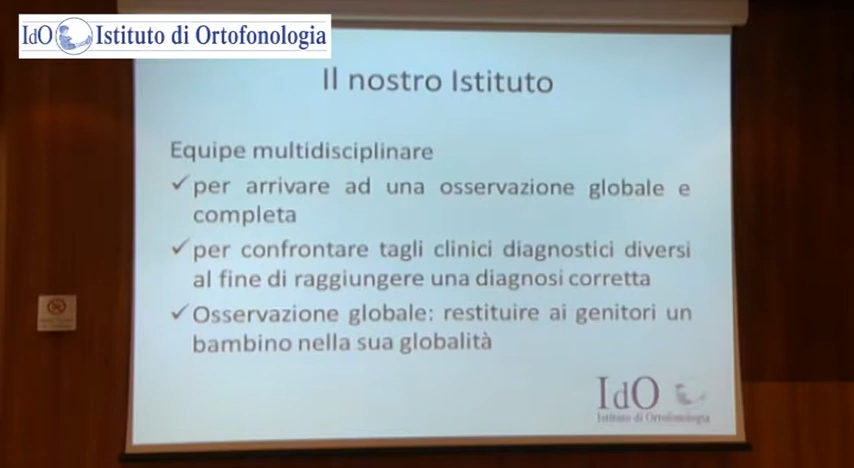 IdO Istituto di Ortofonologia
Il nostro Istituto
Equipe multidisciplinare
✓per arrivare ad una osservazione globale e
completa
✓per confrontare tagli clinici diagnostici diversi
al fine di raggiungere una diagnosi corretta
✓Osservazione globale: restituire ai genitori un
bambino nella sua globalità
IdO
Istituto di Ortofonologia